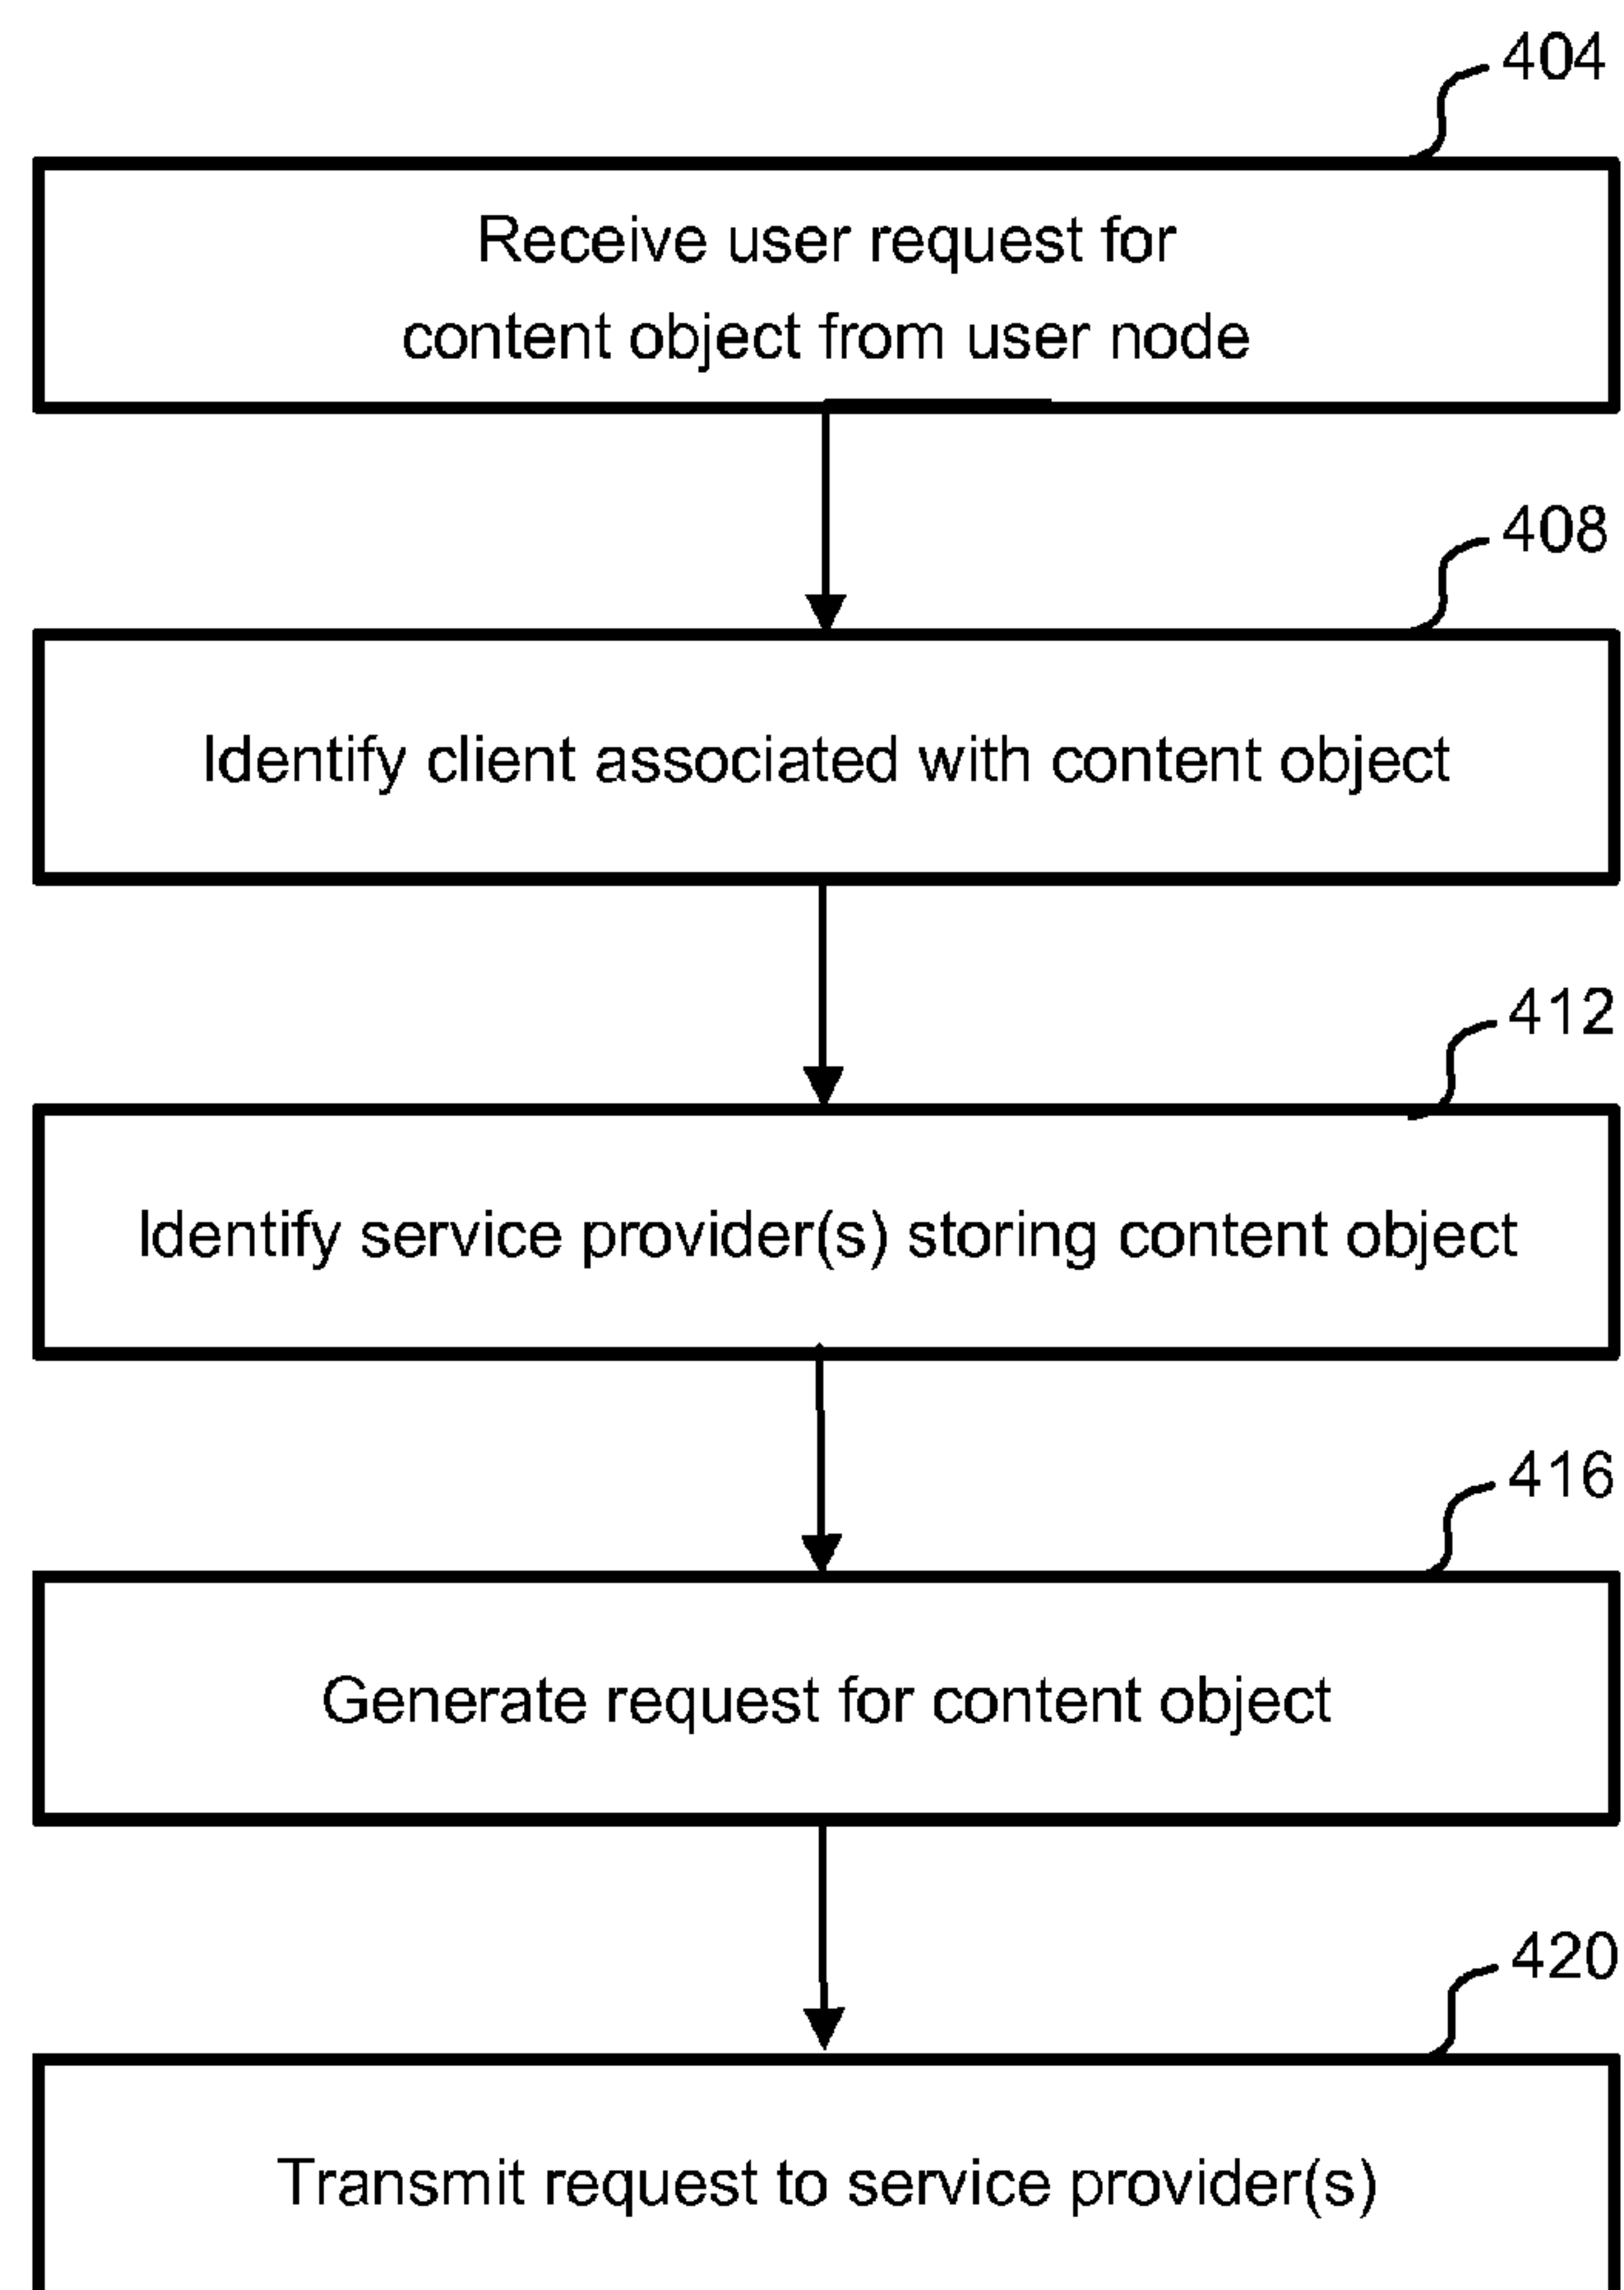 404
Receive user request for
content object from user node
408
Identify client associated with content object
412
Identify service provider(s) storing content object
416
Generate request for content object
420
Transmit request to service provider(s)